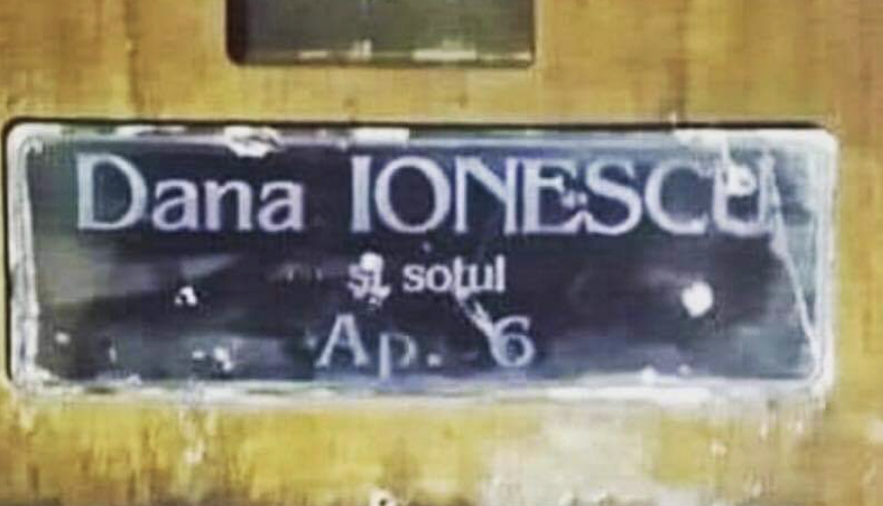 Dana IONESCU
și soțul
Ap. 6